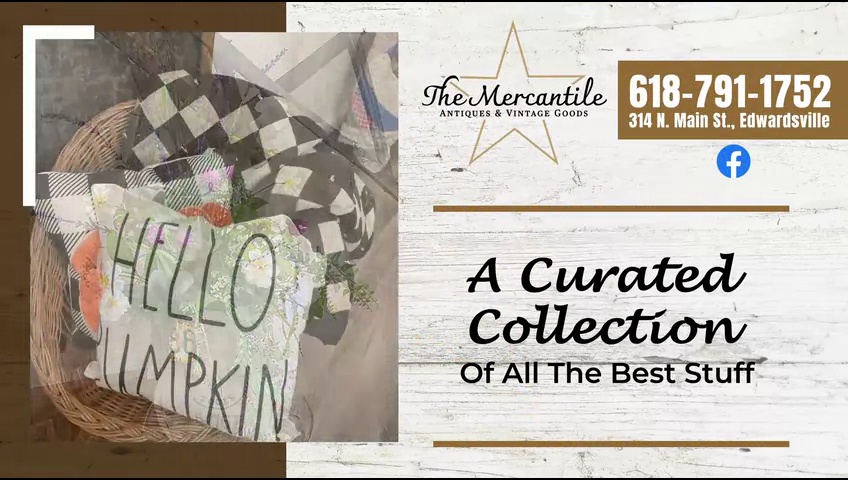 The Mercantile
Antiques & Vintage Goods
618-791-1752
314 N. Main St., Edwardsville
A Curated
Collection
Of All The Best Stuff
HELLO
UMPKIN